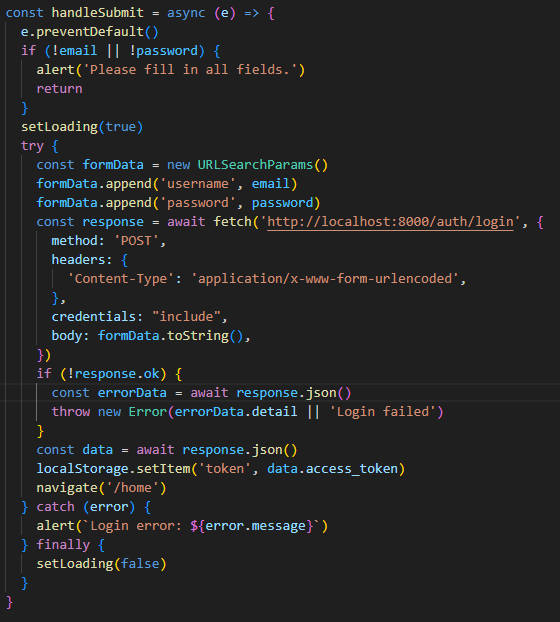 const handleSubmit = async (e) => {
  e.preventDefault()
  if (!email || !password) {
    alert('Please fill in all fields.')
    return
  }
  setLoading(true)
  try {
    const formData = new URLSearchParams()
    formData.append('username', email)
    formData.append('password', password)
    const response = await fetch('http://localhost:8000/auth/login', {
      method: 'POST',
      headers: {
        'Content-Type': 'application/x-www-form-urlencoded',
      },
      credentials: "include",
      body: formData.toString(),
    })
    if (!response.ok) {
      const errorData = await response.json()
      throw new Error(errorData.detail || 'Login failed')
    }
    const data = await response.json()
    localStorage.setItem('token', data.access_token)
    navigate('/home')
  } catch (error) {
    alert(`Login error: ${error.message}`)
  } finally {
    setLoading(false)
  }
}